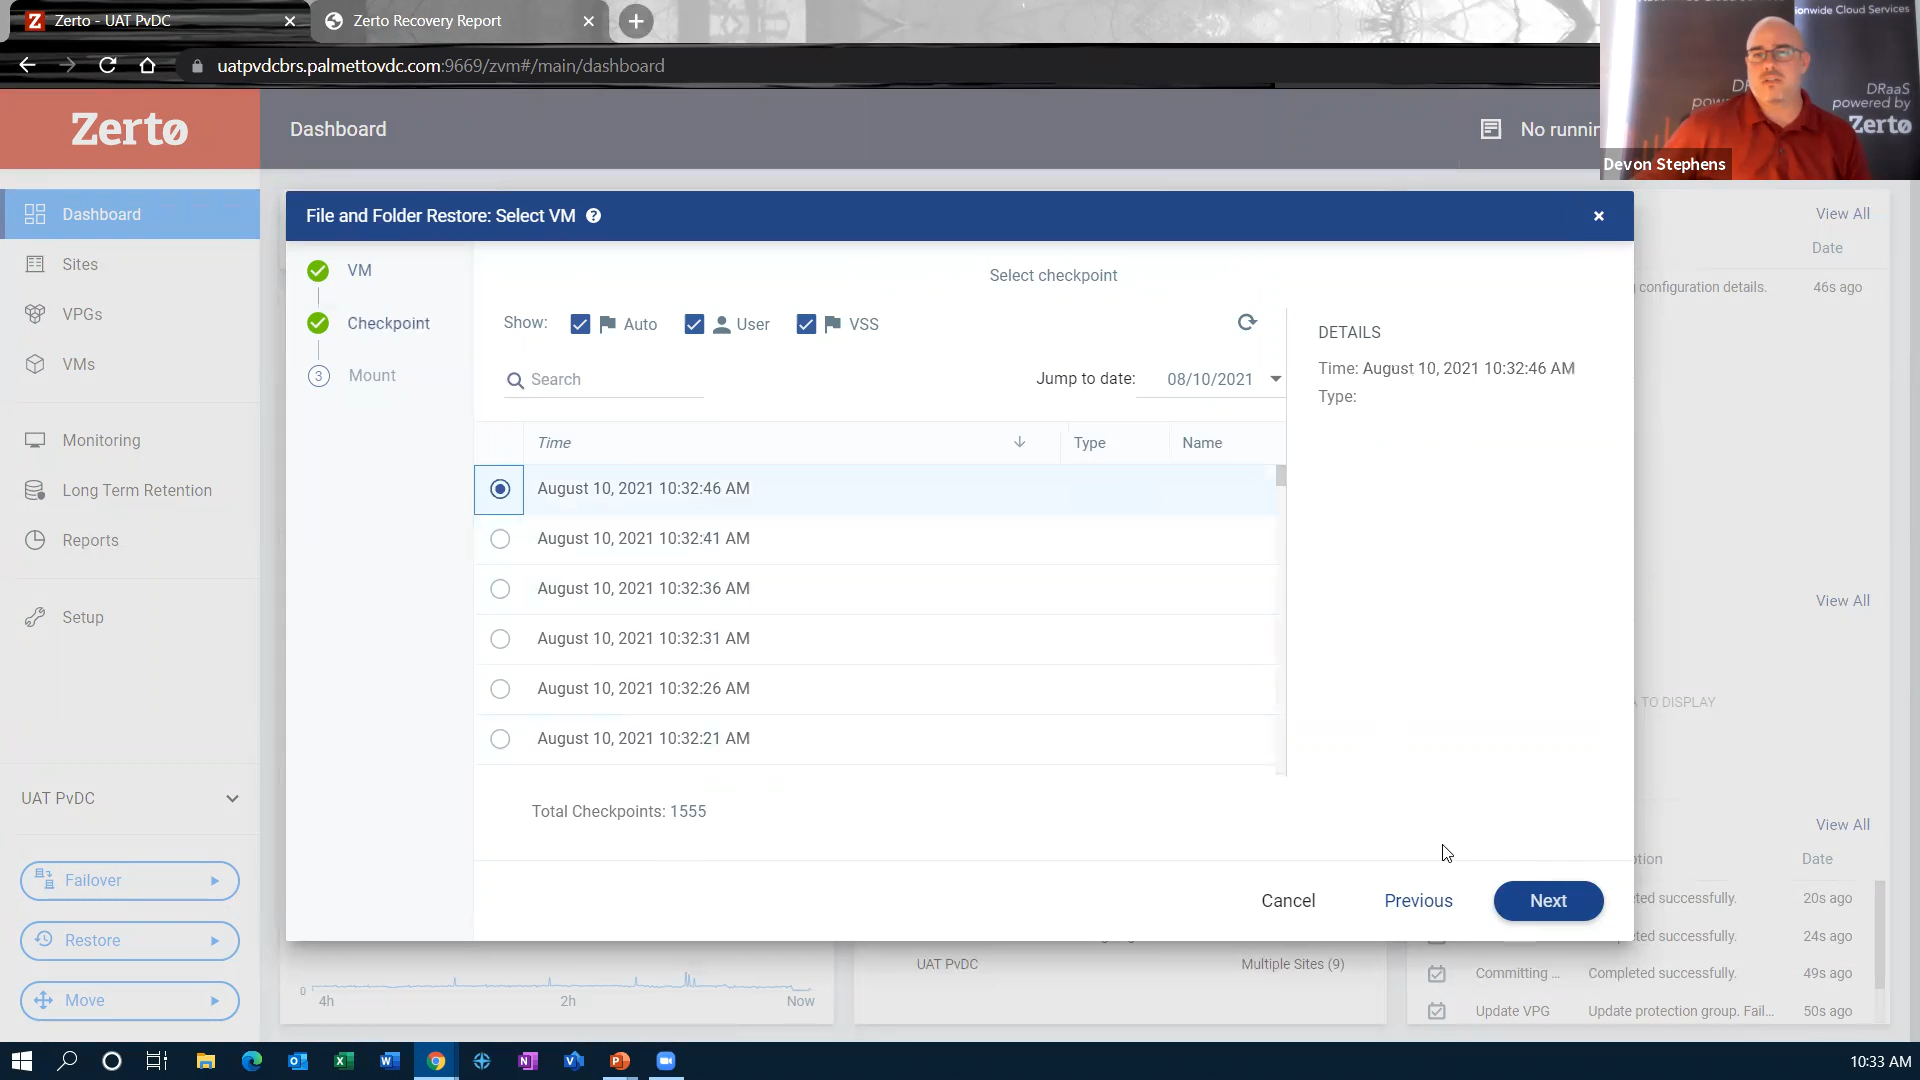 Zerto - UAT PvDC
Zerto Recovery Report
uatpvdcbrs.palmettovdc.com:9669/zvm#/main/dashboard
ionwide Cloud Services
DRaaS
powered by
Zerto
Devon Stephens
Zerto
Dashboard
No runnin
Dashboard
Sites
VPGs
VMs
Monitoring
Long Term Retention
Reports
Setup
UAT PvDC
Failover
Restore
Move
File and Folder Restore: Select VM
VM
Checkpoint
3 Mount
Select checkpoint
Show: Auto User VSS
Search
Jump to date: 08/10/2021
Time Type Name
August 10, 2021 10:32:46 AM
August 10, 2021 10:32:41 AM
August 10, 2021 10:32:36 AM
August 10, 2021 10:32:31 AM
August 10, 2021 10:32:26 AM
August 10, 2021 10:32:21 AM
Total Checkpoints: 1555
DETAILS
Time: August 10, 2021 10:32:46 AM
Type:
Cancel Previous Next
View All
Date
configuration details. 46s ago
View All
TO DISPLAY
View All
tion Date
ted successfully. 20s ago
ted successfully. 24s ago
Committing ... Completed successfully. 49s ago
Update VPG Update protection group. Fail... 50s ago
UAT PvDC Multiple Sites (9)
0
4h 2h Now
10:33 AM